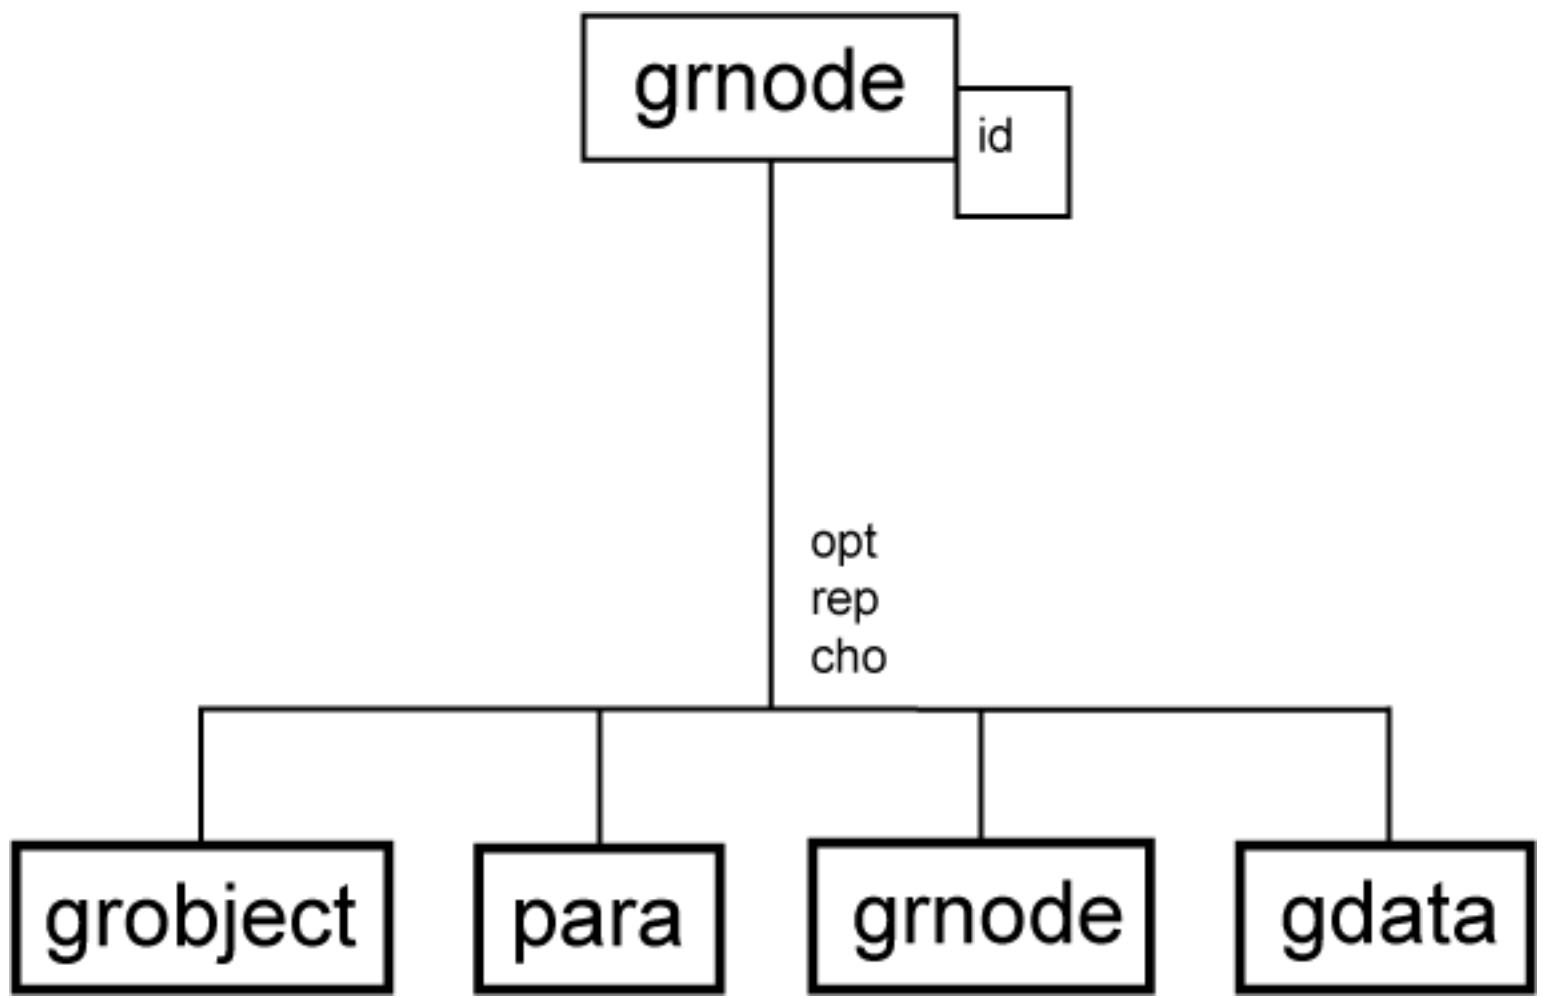 grnode
id
opt
rep
cho
grobject
para
grnode
gdata